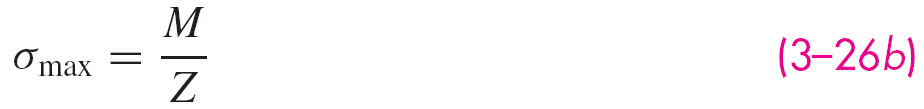 σ_max = M/Z (3–26b)